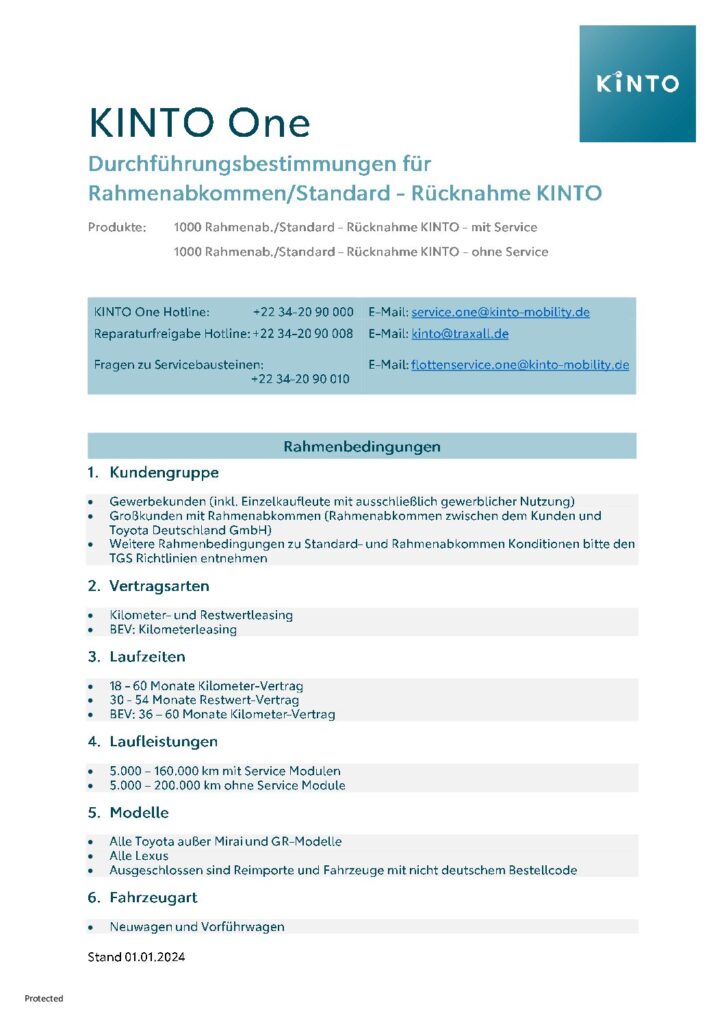 KINTO
KINTO One
Durchführungsbestimmungen für
Rahmenabkommen/Standard - Rücknahme KINTO
Produkte: 1000 Rahmenab./Standard - Rücknahme KINTO - mit Service
1000 Rahmenab./Standard - Rücknahme KINTO - ohne Service
KINTO One Hotline: +22 34-20 90 000 E-Mail: service.one@kinto-mobility.de
Reparaturfreigabe Hotline: +22 34-20 90 008 E-Mail: kinto@traxall.de
Fragen zu Servicebausteinen: E-Mail: flottenservice.one@kinto-mobility.de
+22 34-20 90 010
Rahmenbedingungen
1. Kundengruppe
• Gewerbekunden (inkl. Einzelkaufleute mit ausschließlich gewerblicher Nutzung)
• Großkunden mit Rahmenabkommen (Rahmenabkommen zwischen dem Kunden und
Toyota Deutschland GmbH)
• Weitere Rahmenbedingungen zu Standard- und Rahmenabkommen Konditionen bitte den
TGS Richtlinien entnehmen
2. Vertragsarten
• Kilometer- und Restwertleasing
• BEV: Kilometerleasing
3. Laufzeiten
• 18 - 60 Monate Kilometer-Vertrag
• 30 - 54 Monate Restwert-Vertrag
• BEV: 36 – 60 Monate Kilometer-Vertrag
4. Laufleistungen
• 5.000 – 160.000 km mit Service Modulen
• 5.000 – 200.000 km ohne Service Module
5. Modelle
• Alle Toyota außer Mirai und GR-Modelle
• Alle Lexus
• Ausgeschlossen sind Reimporte und Fahrzeuge mit nicht deutschem Bestellcode
6. Fahrzeugart
• Neuwagen und Vorführwagen
Stand 01.01.2024
Protected